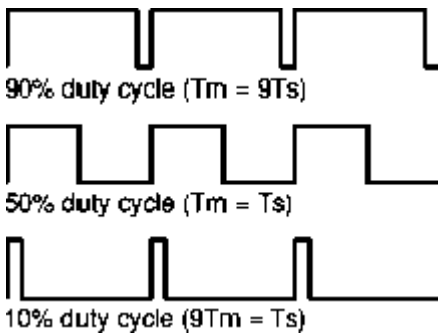 90% duty cycle (Tm = 9Ts)
50% duty cycle (Tm = Ts)
10% duty cycle (9Tm = Ts)